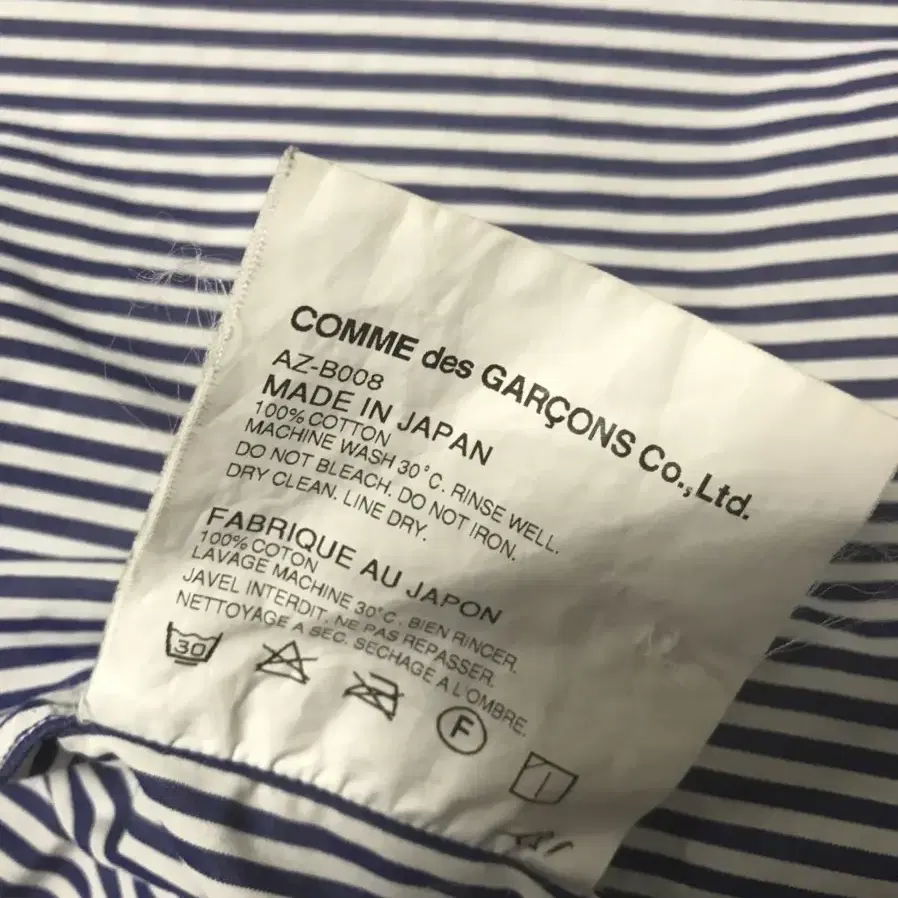 COMME des GARÇONS Co.,Ltd.
AZ-B008
MADE IN JAPAN
100% COTTON
MACHINE WASH 30°C. RINSE WELL.
DO NOT BLEACH. DO NOT IRON.
DRY CLEAN. LINE DRY.
FABRIQUE AU JAPON
100% COTON
LAVAGE MACHINE 30°C. BIEN RINCER.
JAVEL INTERDIT. NE PAS REPASSER.
NETTOYAGE A SEC. SECHAGE A L'OMBRE.
30
F